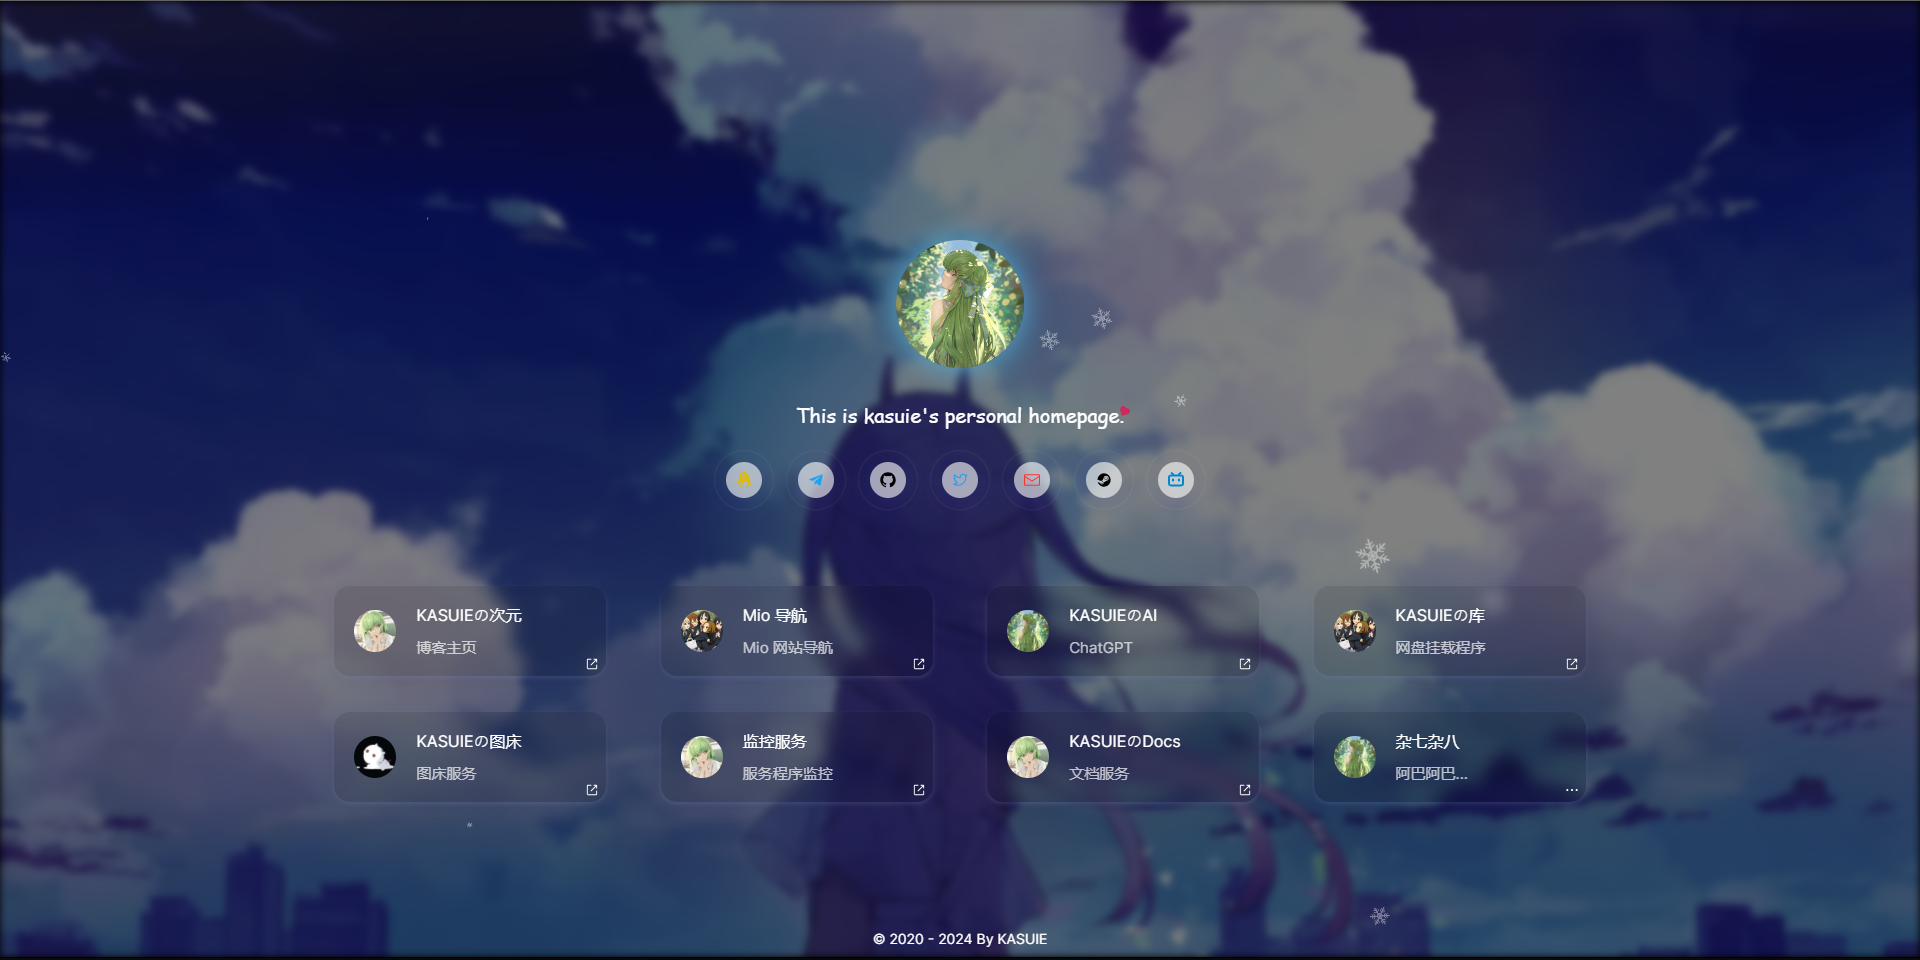 This is kasuie's personal homepage.
KASUIEの次元
博客主页
Mio 导航
Mio 网站导航
KASUIEのAI
ChatGPT
KASUIEの库
网盘挂载程序
KASUIEの图床
图床服务
监控服务
服务程序监控
KASUIEのDocs
文档服务
杂七杂八
阿巴阿巴...
© 2020 - 2024 By KASUIE